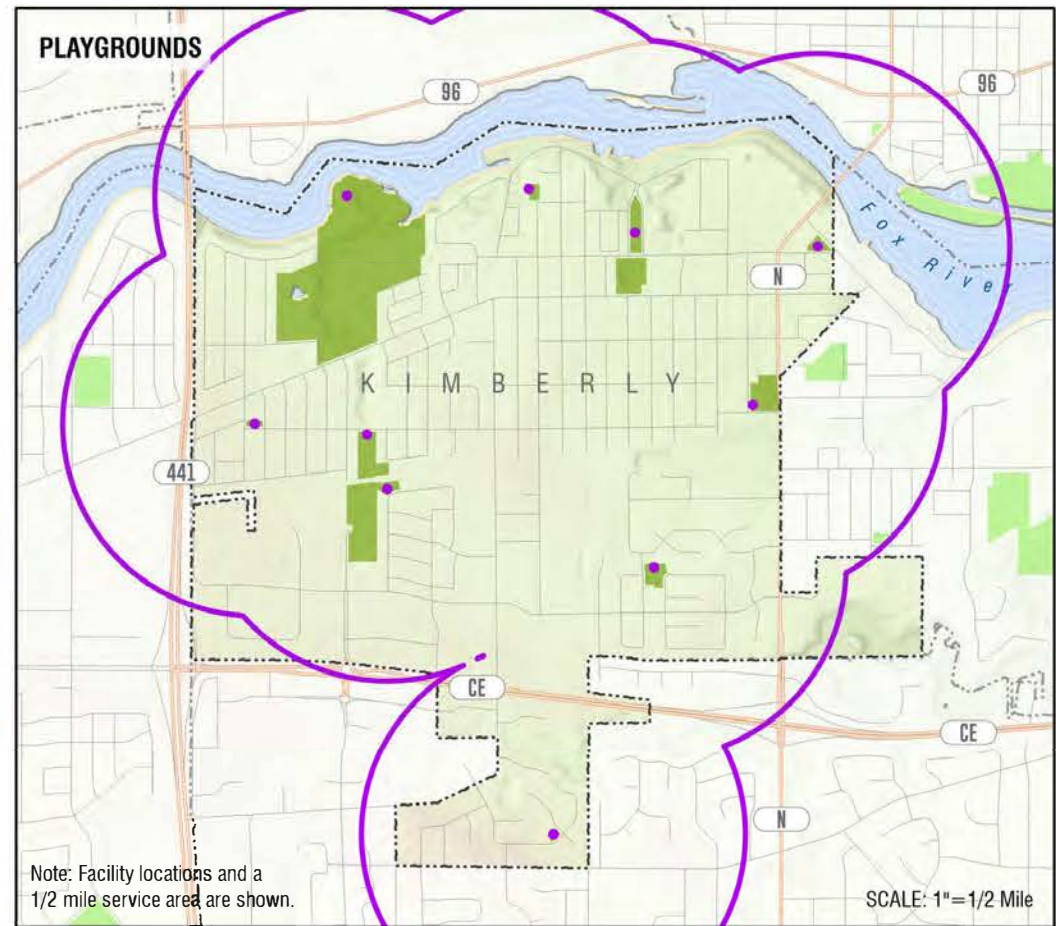 PLAYGROUNDS
96
96
Fox River
N
KIMBERLY
441
CE
CE
N
Note: Facility locations and a
1/2 mile service area are shown.
SCALE: 1"=1/2 Mile